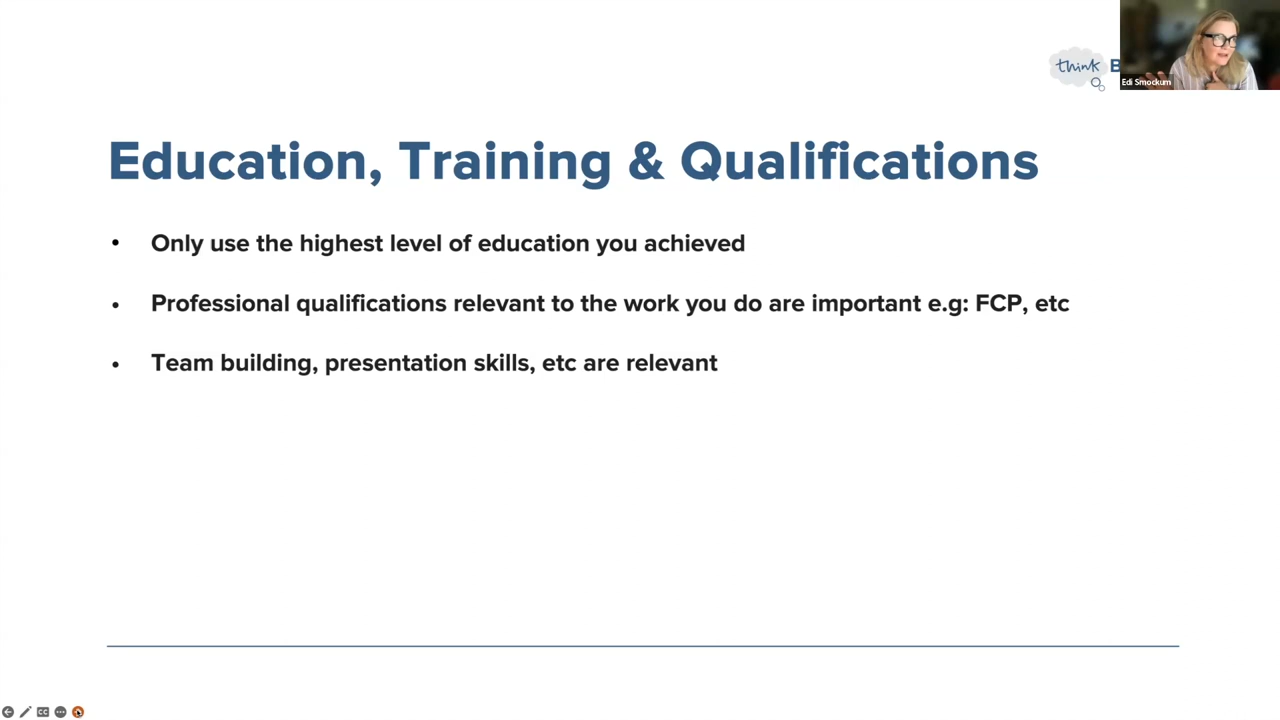 think B
Edi Smockum
Education, Training & Qualifications
• Only use the highest level of education you achieved
• Professional qualifications relevant to the work you do are important e.g: FCP, etc
• Team building, presentation skills, etc are relevant
CC